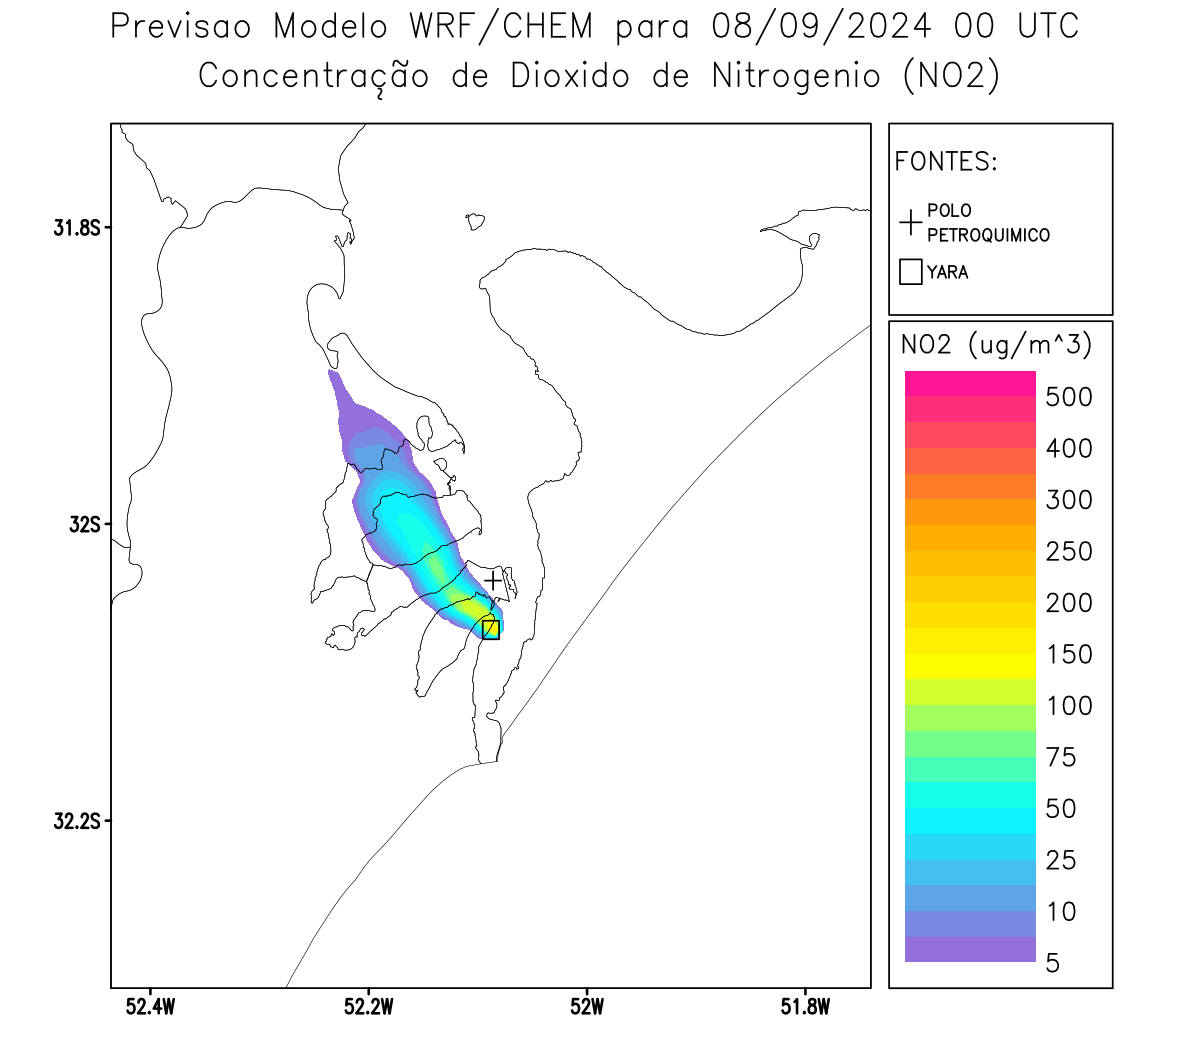 Previsao Modelo WRF/CHEM para 08/09/2024 00 UTC
Concentração de Dioxido de Nitrogenio (NO2)
FONTES:
POLO
PETROQUIMICO
YARA
NO2 (ug/m^3)
500
400
300
250
200
150
100
75
50
25
10
5
31.8S
32S
32.2S
52.4W
52.2W
52W
51.8W